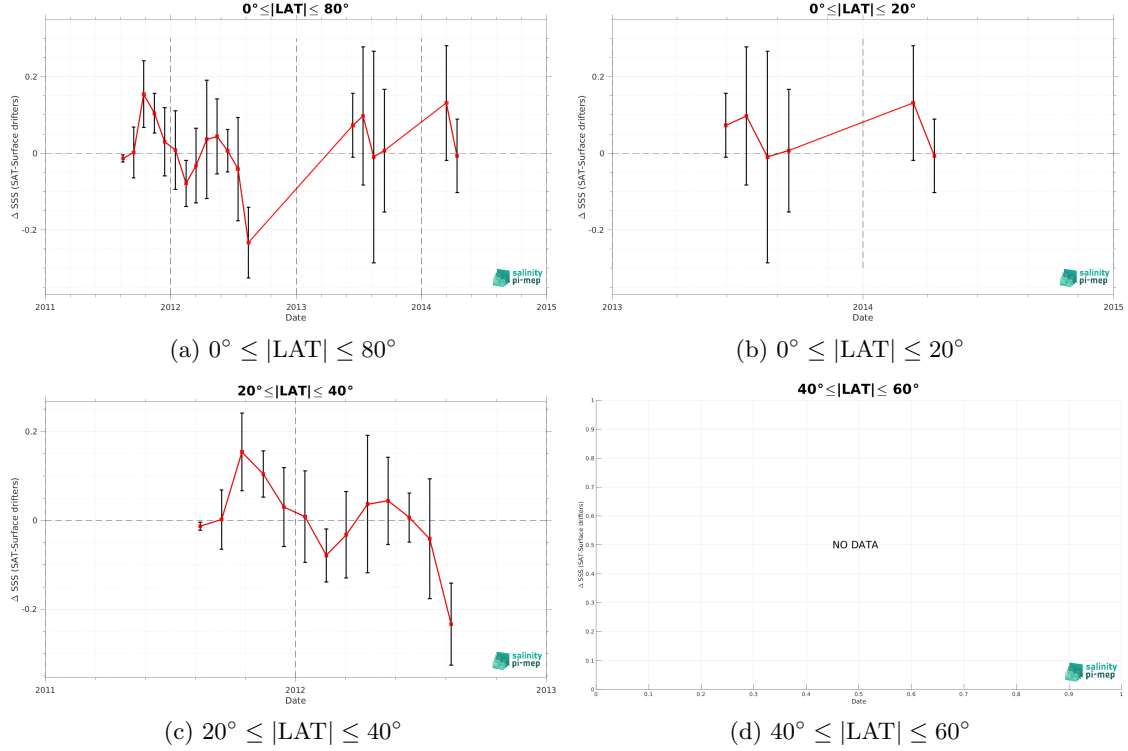 0°≤|LAT|≤ 80°
Δ SSS (SAT-Surface drifters)
0.2
0
-0.2
2011
2012
2013
2014
2015
Date
salinity
pi-mep
(a) 0° ≤ |LAT| ≤ 80°
0°≤|LAT|≤ 20°
Δ SSS (SAT-Surface drifters)
0.2
0
-0.2
2013
2014
2015
Date
salinity
pi-mep
(b) 0° ≤ |LAT| ≤ 20°
20°≤|LAT|≤ 40°
Δ SSS (SAT-Surface drifters)
0.2
0
-0.2
2011
2012
2013
Date
salinity
pi-mep
(c) 20° ≤ |LAT| ≤ 40°
40°≤|LAT|≤ 60°
Δ SSS (SAT-Surface drifters)
1
0.9
0.8
0.7
0.6
0.5
0.4
0.3
0.2
0.1
0
NO DATA
0
0.1
0.2
0.3
0.4
0.5
0.6
0.7
0.8
0.9
1
Date
salinity
pi-mep
(d) 40° ≤ |LAT| ≤ 60°